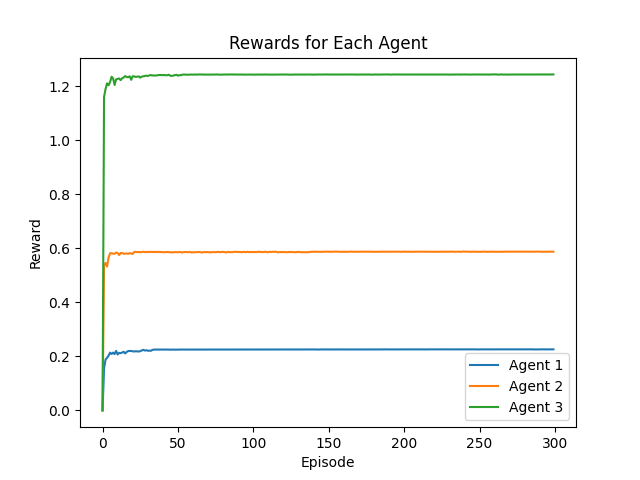 Rewards for Each Agent
1.2
1.0
0.8
0.6
0.4
0.2
0.0
Reward
Agent 1
Agent 2
Agent 3
0 50 100 150 200 250 300
Episode